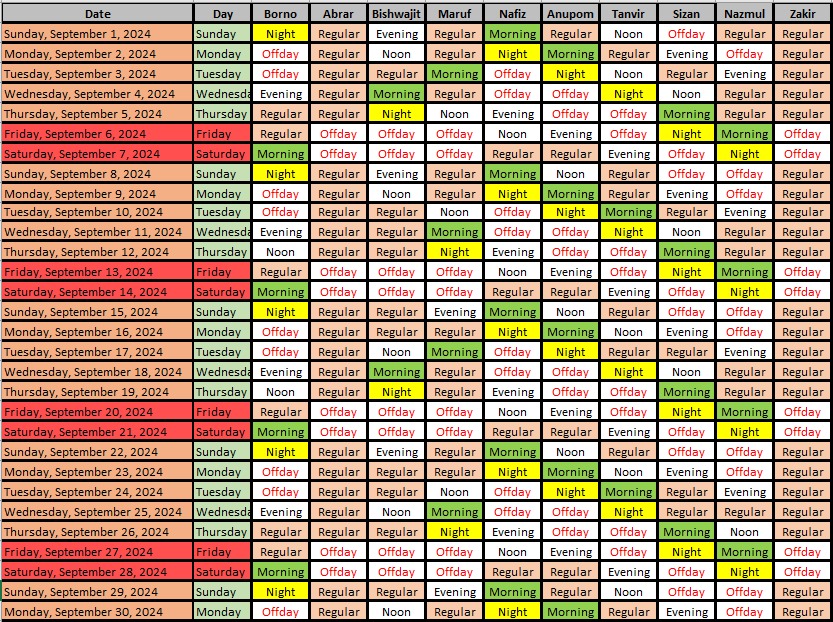 Date Day Borno Abrar Bishwajit Maruf Nafiz Anupom Tanvir Sizan Nazmul Zakir
Sunday, September 1, 2024 Sunday Night Regular Evening Regular Morning Regular Noon Offday Regular Regular
Monday, September 2, 2024 Monday Offday Regular Noon Regular Night Morning Regular Evening Offday Regular
Tuesday, September 3, 2024 Tuesday Offday Regular Regular Morning Offday Night Noon Regular Evening Regular
Wednesday, September 4, 2024 Wednesda Evening Regular Morning Regular Offday Offday Night Noon Regular Regular
Thursday, September 5, 2024 Thursday Regular Regular Night Noon Evening Offday Offday Morning Regular Regular
Friday, September 6, 2024 Friday Regular Offday Offday Offday Noon Evening Offday Night Morning Offday
Saturday, September 7, 2024 Saturday Morning Offday Offday Offday Regular Regular Evening Offday Night Offday
Sunday, September 8, 2024 Sunday Night Regular Evening Regular Morning Noon Regular Offday Offday Regular
Monday, September 9, 2024 Monday Offday Regular Noon Regular Night Morning Regular Evening Offday Regular
Tuesday, September 10, 2024 Tuesday Offday Regular Regular Noon Offday Night Morning Regular Evening Regular
Wednesday, September 11, 2024 Wednesda Evening Regular Regular Morning Offday Offday Night Noon Regular Regular
Thursday, September 12, 2024 Thursday Noon Regular Regular Night Evening Offday Offday Morning Regular Regular
Friday, September 13, 2024 Friday Regular Offday Offday Offday Noon Evening Offday Night Morning Offday
Saturday, September 14, 2024 Saturday Morning Offday Offday Offday Regular Regular Evening Offday Night Offday
Sunday, September 15, 2024 Sunday Night Regular Regular Evening Morning Noon Regular Offday Offday Regular
Monday, September 16, 2024 Monday Offday Regular Regular Regular Night Morning Noon Evening Offday Regular
Tuesday, September 17, 2024 Tuesday Offday Regular Noon Morning Offday Night Regular Regular Evening Regular
Wednesday, September 18, 2024 Wednesda Evening Regular Morning Regular Offday Offday Night Noon Regular Regular
Thursday, September 19, 2024 Thursday Noon Regular Night Regular Evening Offday Offday Morning Regular Regular
Friday, September 20, 2024 Friday Regular Offday Offday Offday Noon Evening Offday Night Morning Offday
Saturday, September 21, 2024 Saturday Morning Offday Offday Offday Regular Regular Evening Offday Night Offday
Sunday, September 22, 2024 Sunday Night Regular Evening Regular Morning Noon Regular Offday Offday Regular
Monday, September 23, 2024 Monday Offday Regular Regular Regular Night Morning Noon Evening Offday Regular
Tuesday, September 24, 2024 Tuesday Offday Regular Regular Noon Offday Night Morning Regular Evening Regular
Wednesday, September 25, 2024 Wednesda Evening Regular Noon Morning Offday Offday Night Regular Regular Regular
Thursday, September 26, 2024 Thursday Regular Regular Regular Night Evening Offday Offday Morning Noon Regular
Friday, September 27, 2024 Friday Regular Offday Offday Offday Noon Evening Offday Night Morning Offday
Saturday, September 28, 2024 Saturday Morning Offday Offday Offday Regular Regular Evening Offday Night Offday
Sunday, September 29, 2024 Sunday Night Regular Regular Evening Morning Regular Noon Offday Offday Regular
Monday, September 30, 2024 Monday Offday Regular Noon Regular Night Morning Regular Evening Offday Regular